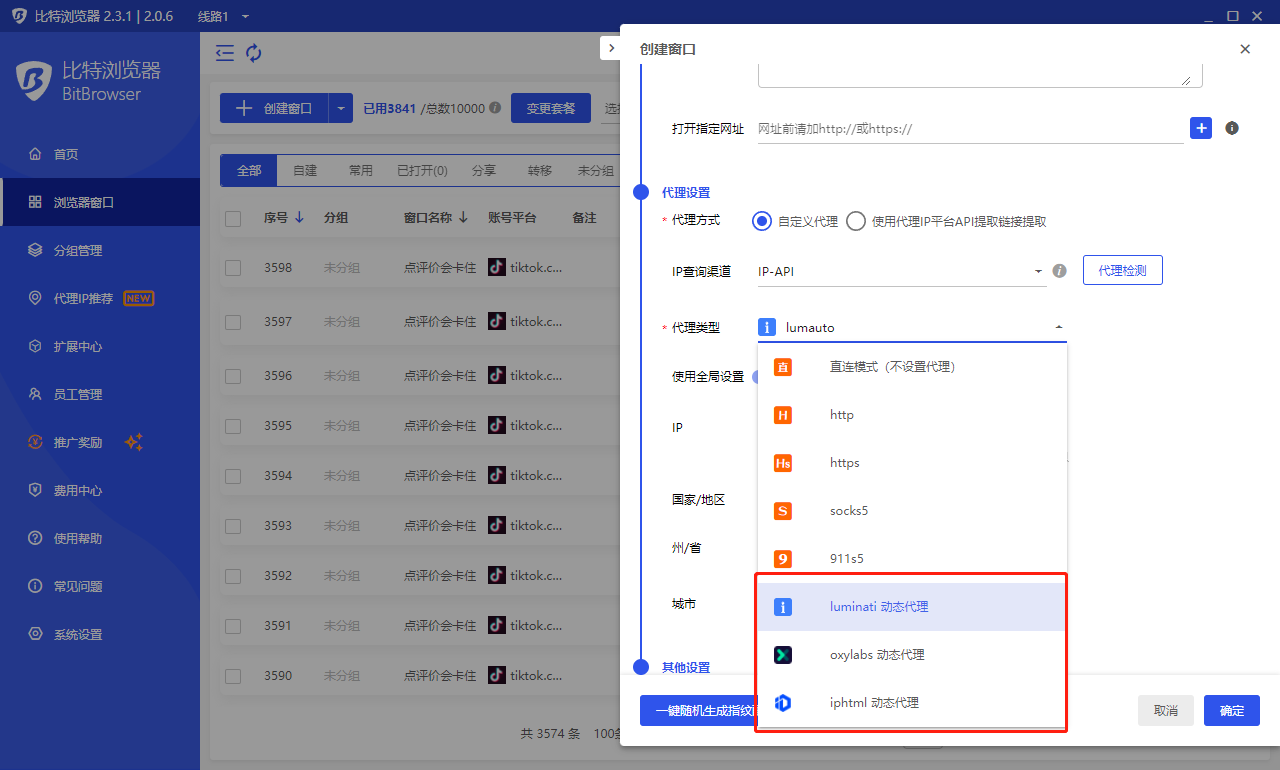 比特浏览器 2.3.1 | 2.0.6 线路1
比特浏览器
BitBrowser
首页
浏览器窗口
分组管理
代理IP推荐 NEW
扩展中心
员工管理
推广奖励
费用中心
使用帮助
常见问题
系统设置
创建窗口 已用3841 /总数10000 变更套餐
全部 自建 常用 已打开(0) 分享 转移 未分组
序号 分组 窗口名称 账号平台 备注
3598 未分组 点评价会卡住 tiktok.c...
3597 未分组 点评价会卡住 tiktok.c...
3596 未分组 点评价会卡住 tiktok.c...
3595 未分组 点评价会卡住 tiktok.c...
3594 未分组 点评价会卡住 tiktok.c...
3593 未分组 点评价会卡住 tiktok.c...
3592 未分组 点评价会卡住 tiktok.c...
3591 未分组 点评价会卡住 tiktok.c...
3590 未分组 点评价会卡住 tiktok.c...
共 3574 条 100条
创建窗口
打开指定网址 网址前请加http://或https://
代理设置
* 代理方式 自定义代理 使用代理IP平台API提取链接提取
IP查询渠道 IP-API 代理检测
* 代理类型 lumauto
使用全局设置
IP
国家/地区
州/省
城市
其他设置
直连模式（不设置代理）
http
https
socks5
911s5
luminati 动态代理
oxylabs 动态代理
iphtml 动态代理
一键随机生成指纹 取消 确定